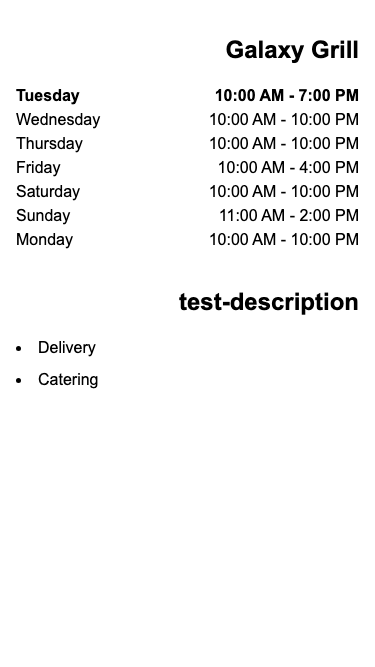 Galaxy Grill
Tuesday 10:00 AM - 7:00 PM
Wednesday 10:00 AM - 10:00 PM
Thursday 10:00 AM - 10:00 PM
Friday 10:00 AM - 4:00 PM
Saturday 10:00 AM - 10:00 PM
Sunday 11:00 AM - 2:00 PM
Monday 10:00 AM - 10:00 PM
test-description
• Delivery
• Catering